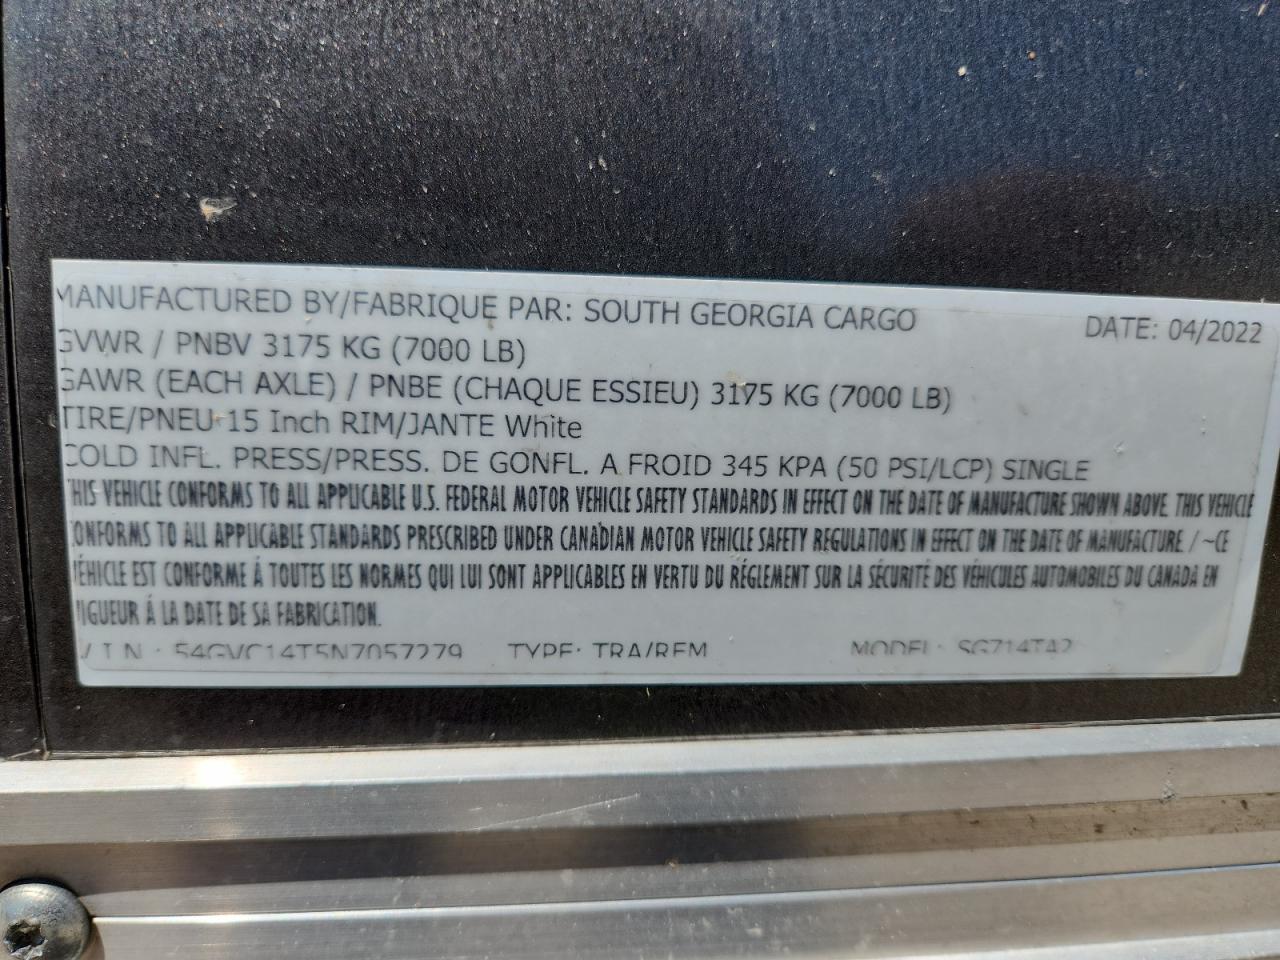 MANUFACTURED BY/FABRIQUE PAR: SOUTH GEORGIA CARGO DATE: 04/2022
GVWR / PNBV 3175 KG (7000 LB)
GAWR (EACH AXLE) / PNBE (CHAQUE ESSIEU) 3175 KG (7000 LB)
TIRE/PNEU 15 Inch RIM/JANTE White
COLD INFL. PRESS/PRESS. DE GONFL. A FROID 345 KPA (50 PSI/LCP) SINGLE
THIS VEHICLE CONFORMS TO ALL APPLICABLE U.S. FEDERAL MOTOR VEHICLE SAFETY STANDARDS IN EFFECT ON THE DATE OF MANUFACTURE SHOWN ABOVE. THIS VEHICLE
CONFORMS TO ALL APPLICABLE STANDARDS PRESCRIBED UNDER CANADIAN MOTOR VEHICLE SAFETY REGULATIONS IN EFFECT ON THE DATE OF MANUFACTURE. / ~CE
VÉHICLE EST CONFORME Á TOUTES LES NORMES QUI LUI SONT APPLICABLES EN VERTU DU RÉGLEMENT SUR LA SÉCURITÉ DES VÉHICULES AUTOMOBILES DU CANADA EN
VIGUEUR Á LA DATE DE SA FABRICATION.
V I N : 54GVC14T5N7057279 TYPE: TRA/REM MODEL: SG714TA2